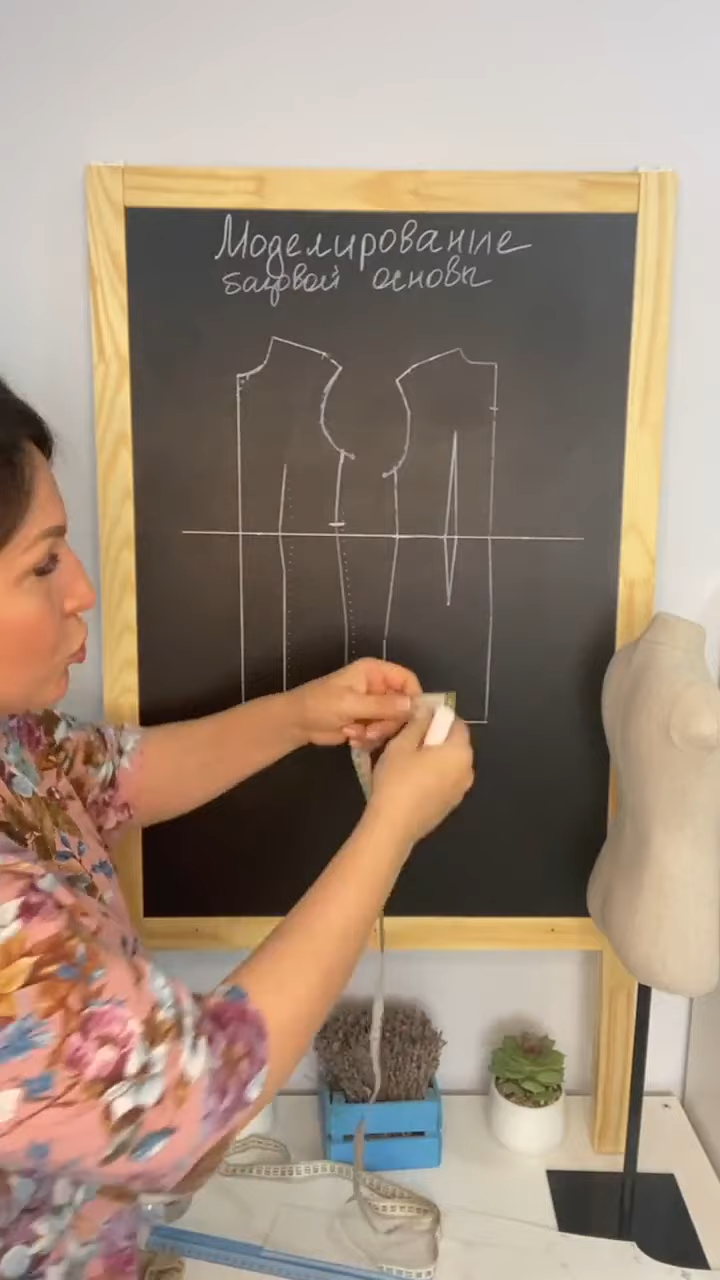 Моделирование
базовой основы